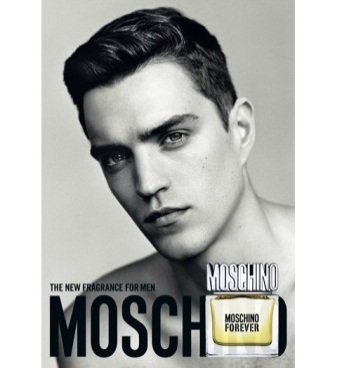 THE NEW FRAGRANCE FOR MEN
MOSCHINO
MOSCHINO
MOSCHINO
FOREVER